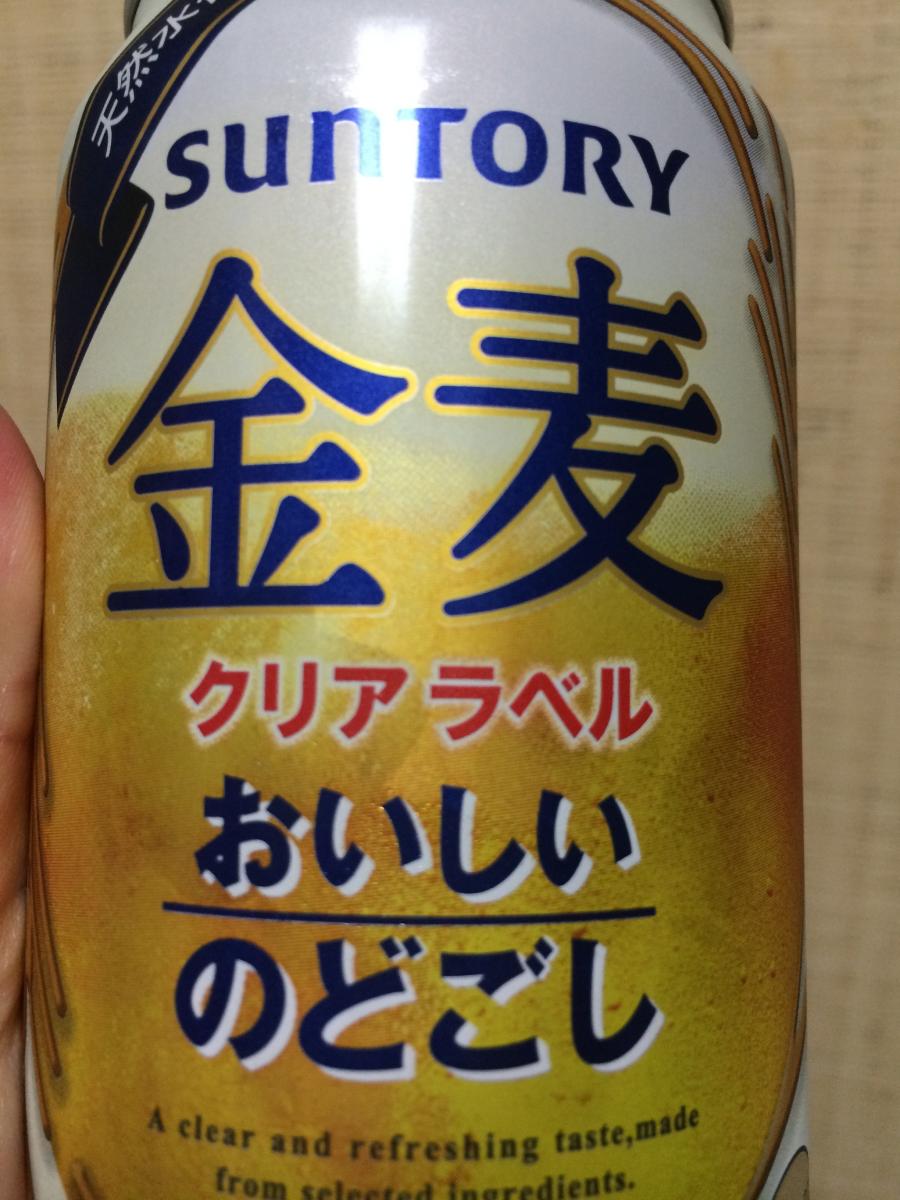 天然水
SUNTORY
金麦
クリアラベル
おいしい
のどごし
A clear and refreshing taste,made
from selected ingredients.